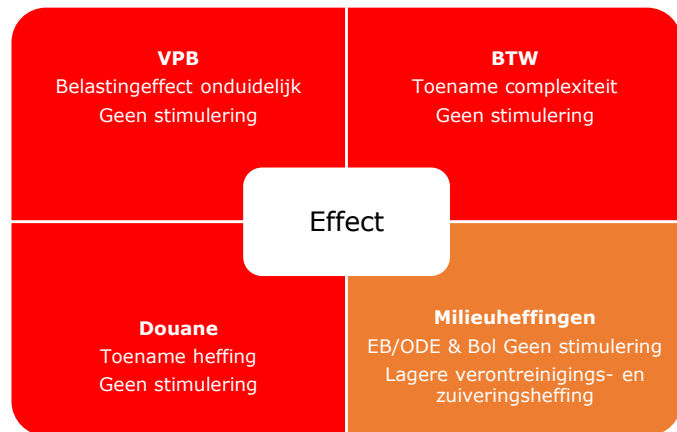 VPB
Belastingeffect onduidelijk
Geen stimulering
BTW
Toename complexiteit
Geen stimulering
Effect
Douane
Toename heffing
Geen stimulering
Milieuheffingen
EB/ODE & Bol Geen stimulering
Lagere verontreinigings- en
zuiveringsheffing